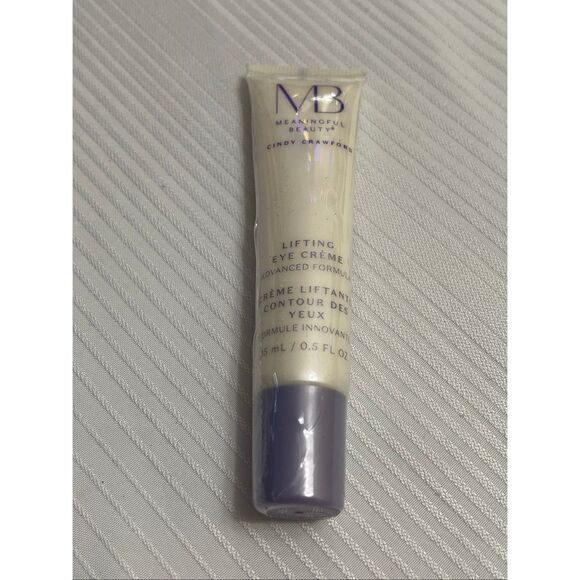 MB
MEANINGFUL
BEAUTY®
CINDY CRAWFORD
LIFTING
EYE CRÈME
ADVANCED FORMULA
CRÈME LIFTANTE
CONTOUR DES
YEUX
FORMULE INNOVANTE
15 mL / 0.5 FL OZ